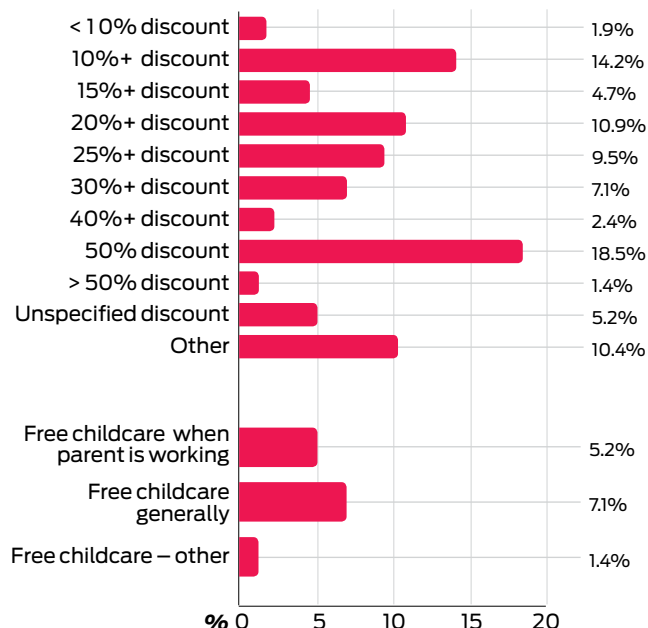 < 10% discount 1.9%
10%+ discount 14.2%
15%+ discount 4.7%
20%+ discount 10.9%
25%+ discount 9.5%
30%+ discount 7.1%
40%+ discount 2.4%
50% discount 18.5%
> 50% discount 1.4%
Unspecified discount 5.2%
Other 10.4%
Free childcare when
parent is working 5.2%
Free childcare
generally 7.1%
Free childcare – other 1.4%
% 0 5 10 15 20